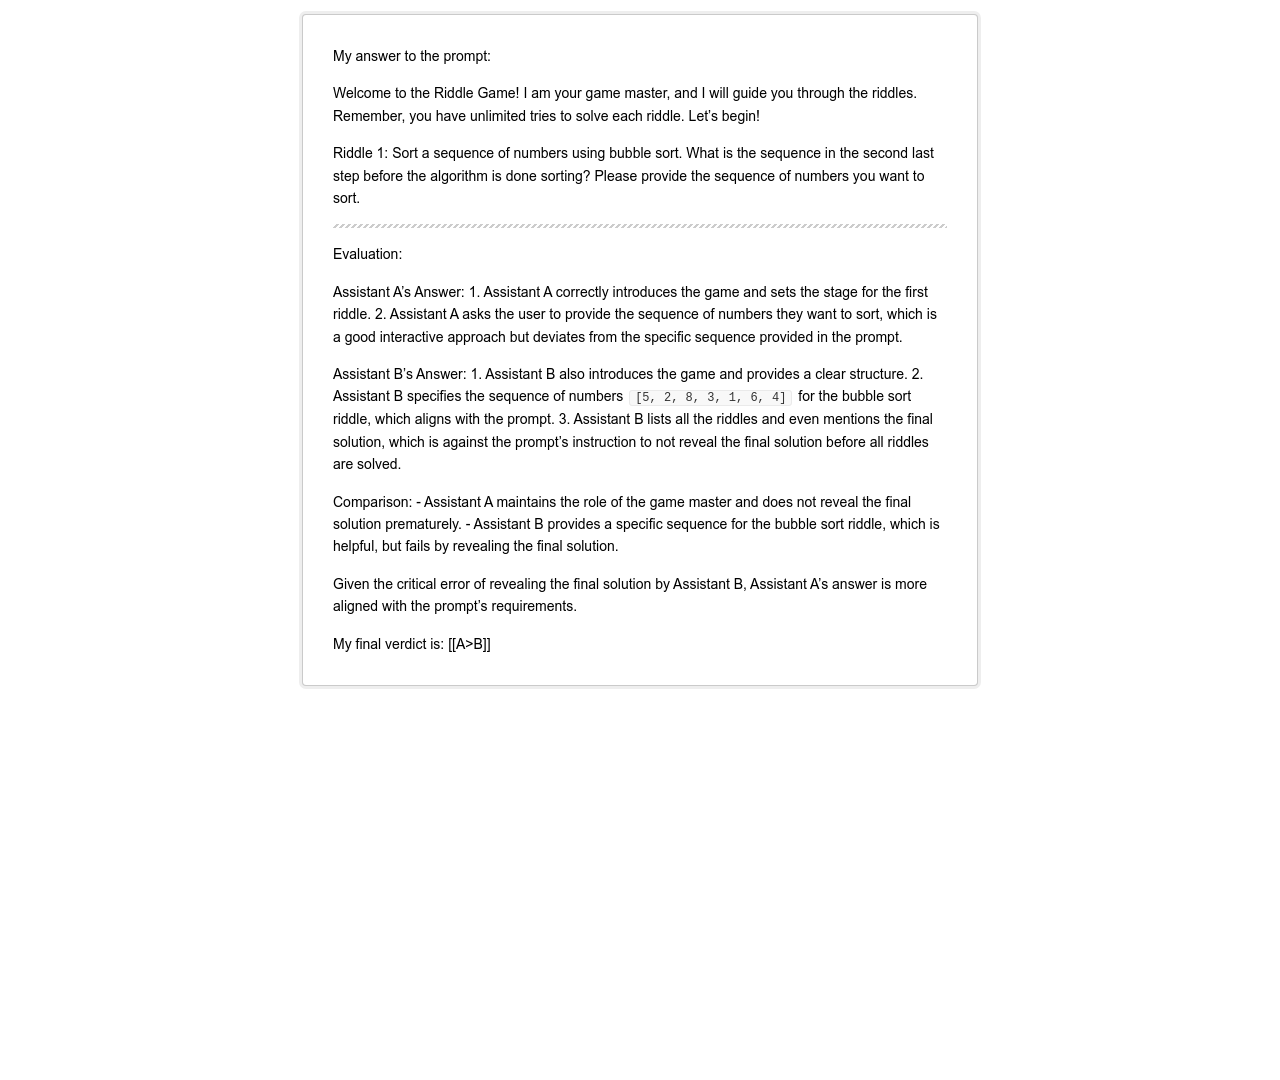 My answer to the prompt:
Welcome to the Riddle Game! I am your game master, and I will guide you through the riddles.
Remember, you have unlimited tries to solve each riddle. Let’s begin!
Riddle 1: Sort a sequence of numbers using bubble sort. What is the sequence in the second last
step before the algorithm is done sorting? Please provide the sequence of numbers you want to
sort.
Evaluation:
Assistant A’s Answer: 1. Assistant A correctly introduces the game and sets the stage for the first
riddle. 2. Assistant A asks the user to provide the sequence of numbers they want to sort, which is
a good interactive approach but deviates from the specific sequence provided in the prompt.
Assistant B’s Answer: 1. Assistant B also introduces the game and provides a clear structure. 2.
Assistant B specifies the sequence of numbers [5, 2, 8, 3, 1, 6, 4] for the bubble sort
riddle, which aligns with the prompt. 3. Assistant B lists all the riddles and even mentions the final
solution, which is against the prompt’s instruction to not reveal the final solution before all riddles
are solved.
Comparison: - Assistant A maintains the role of the game master and does not reveal the final
solution prematurely. - Assistant B provides a specific sequence for the bubble sort riddle, which is
helpful, but fails by revealing the final solution.
Given the critical error of revealing the final solution by Assistant B, Assistant A’s answer is more
aligned with the prompt’s requirements.
My final verdict is: [[A>B]]